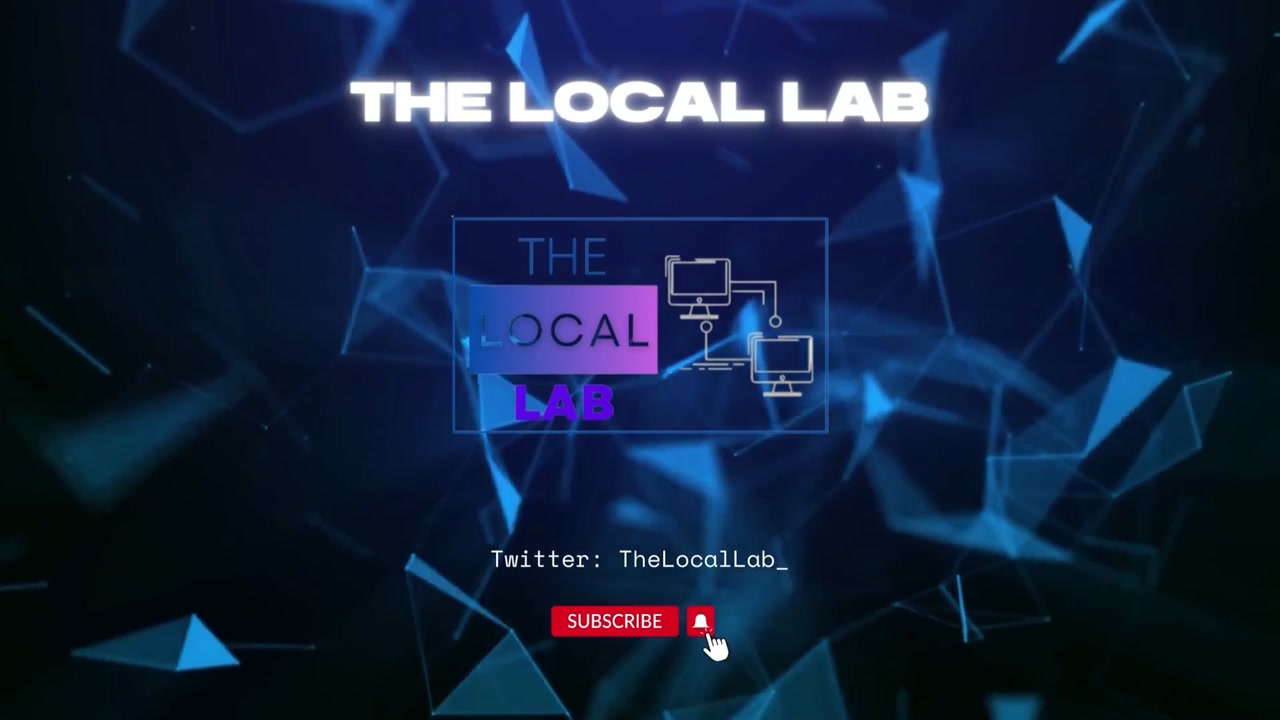 THE LOCAL LAB
THE
LOCAL
LAB
Twitter: TheLocalLab_
SUBSCRIBE